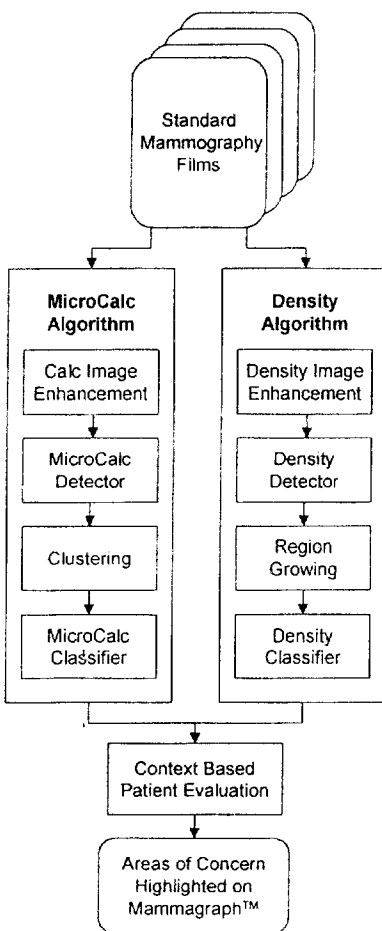 Standard
Mammography
Films
MicroCalc
Algorithm
Calc Image
Enhancement
MicroCalc
Detector
Clustering
MicroCalc
Classifier
Density
Algorithm
Density Image
Enhancement
Density
Detector
Region
Growing
Density
Classifier
Context Based
Patient Evaluation
Areas of Concern
Highlighted on
Mammagraph™